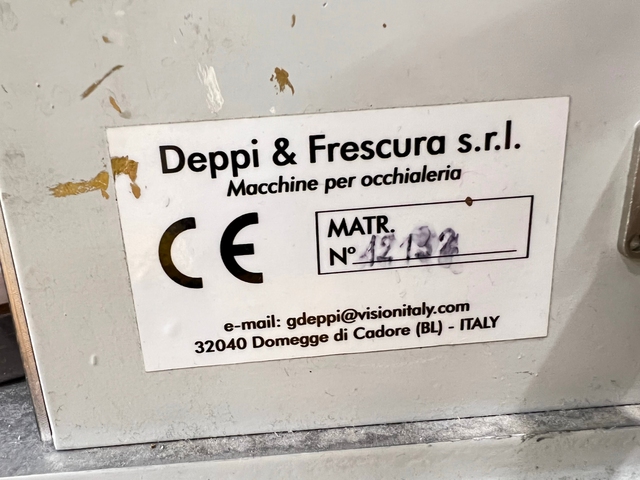 Deppi & Frescura s.r.l.
Macchine per occhialeria
CE
MATR.
N°
e-mail: gdeppi@visionitaly.com
32040 Domegge di Cadore (BL) - ITALY